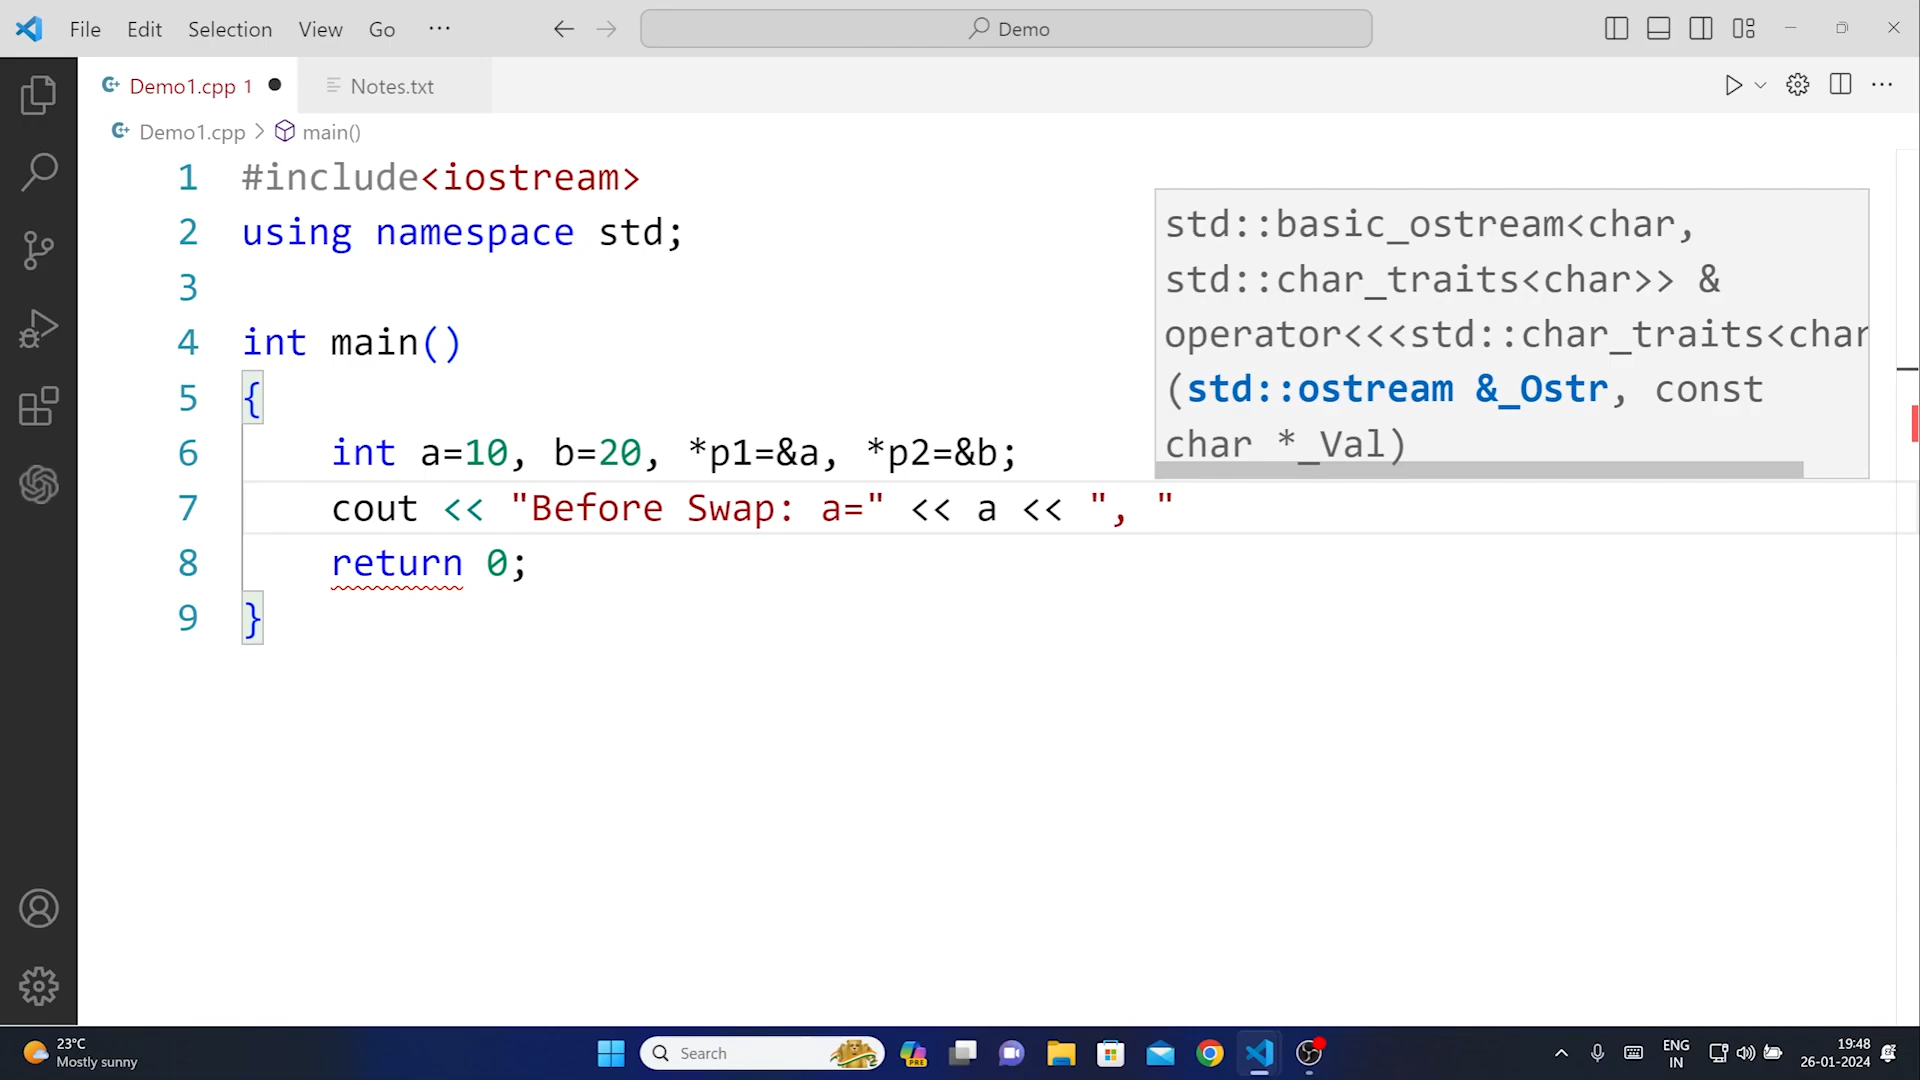 File Edit Selection View Go ···
Demo
Demo1.cpp 1
Notes.txt
Demo1.cpp > main()
1 #include<iostream>
2 using namespace std;
3
4 int main()
5 {
6 int a=10, b=20, *p1=&a, *p2=&b;
7 cout << "Before Swap: a=" << a << ", "
8 return 0;
9 }
std::basic_ostream<char,
std::char_traits<char>> &
operator<<<std::char_traits<char
(std::ostream &_Ostr, const
char *_Val)
23°C
Mostly sunny
Search
PRE
ENG
IN
19:48
26-01-2024